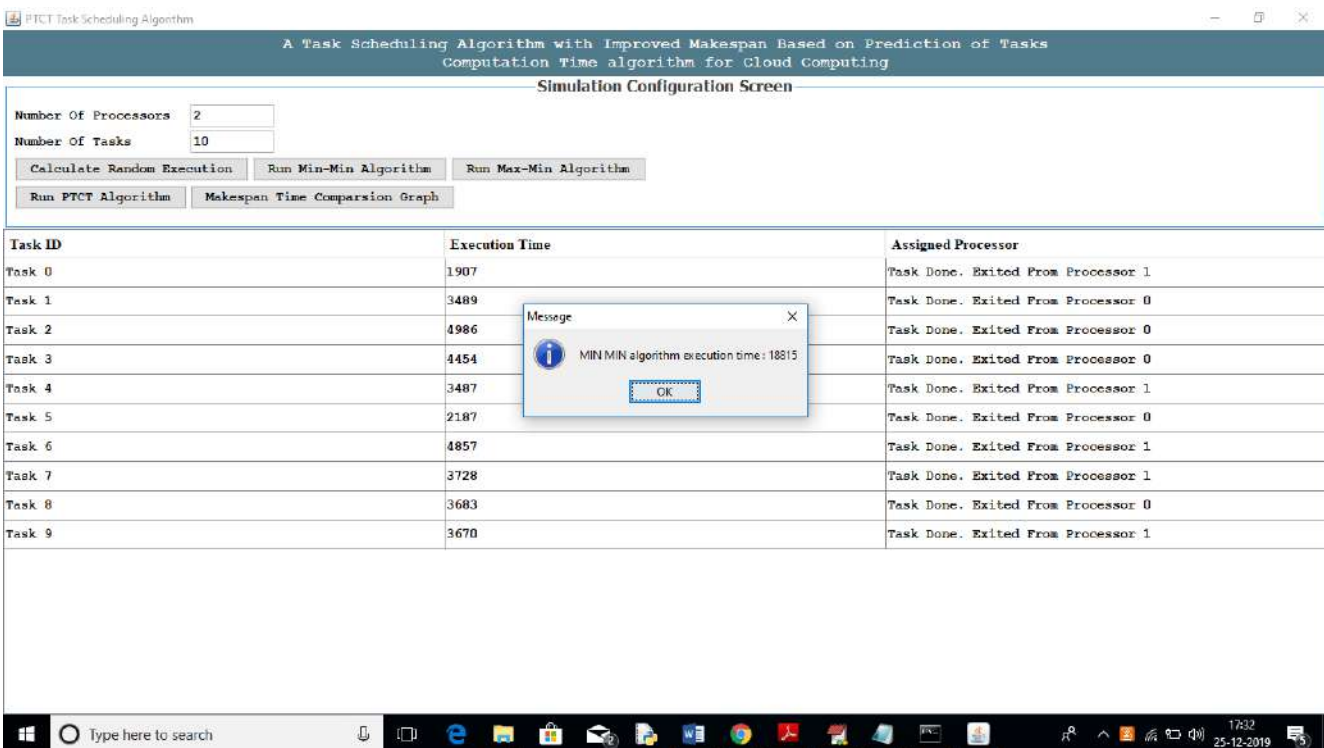 PTCT Task Scheduling Algorithm
A Task Scheduling Algorithm with Improved Makespan Based on Prediction of Tasks
Computation Time algorithm for Cloud Computing
Simulation Configuration Screen
Number Of Processors 2
Number Of Tasks 10
Calculate Random Execution Run Min-Min Algorithm Run Max-Min Algorithm
Run PTCT Algorithm Makespan Time Comparsion Graph
Task ID Execution Time Assigned Processor
Task 0 1907 Task Done. Exited From Processor 1
Task 1 3489 Task Done. Exited From Processor 0
Task 2 4986 Task Done. Exited From Processor 0
Task 3 4454 Task Done. Exited From Processor 0
Task 4 3487 Task Done. Exited From Processor 1
Task 5 2187 Task Done. Exited From Processor 0
Task 6 4857 Task Done. Exited From Processor 1
Task 7 3728 Task Done. Exited From Processor 1
Task 8 3683 Task Done. Exited From Processor 0
Task 9 3670 Task Done. Exited From Processor 1
Message
MIN MIN algorithm execution time : 18815
OK
Type here to search
17:32
25-12-2019